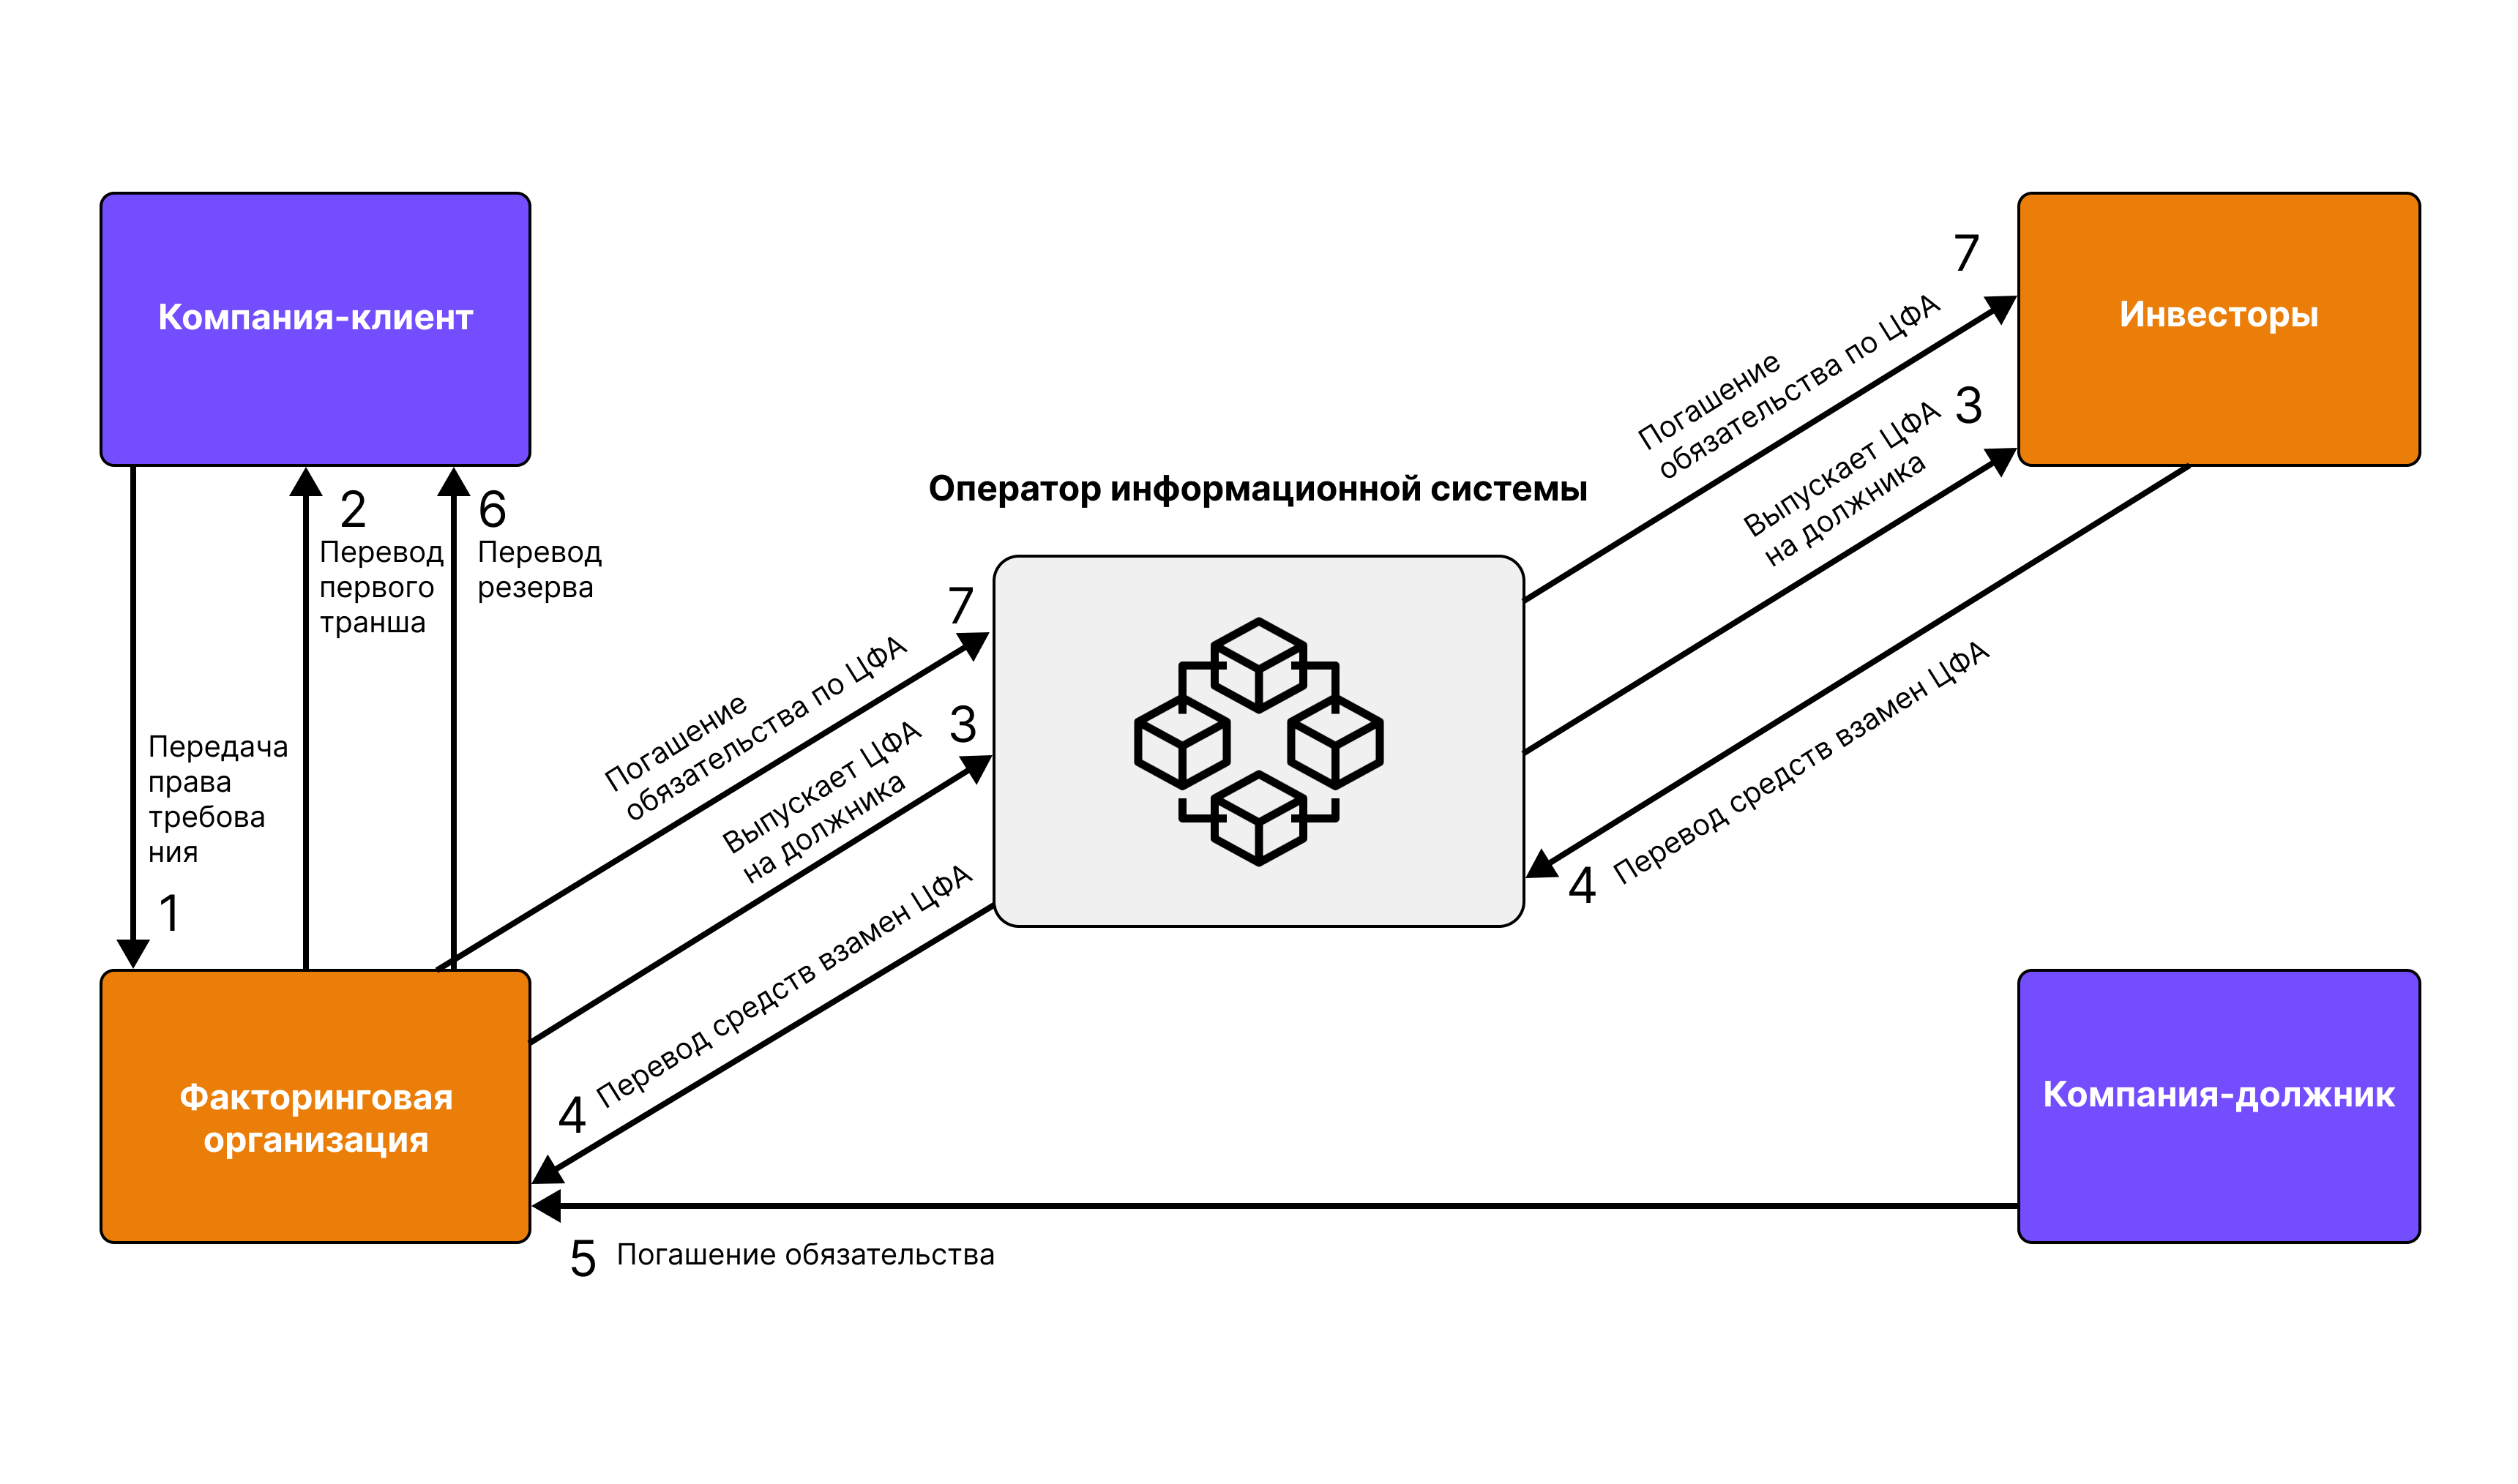 Компания-клиент
Инвесторы
7
Погашение
обязательства по ЦФА
3
Выпускает ЦФА
на должника
Оператор информационной системы
2
Перевод
первого
транша
6
Перевод
резерва
7
Погашение
обязательства по ЦФА
3
Выпускает ЦФА
на должника
Передача
права
требова
ния
1
4
Перевод средств взамен ЦФА
4
Перевод средств взамен ЦФА
Факторинговая
организация
Компания-должник
5
Погашение обязательства